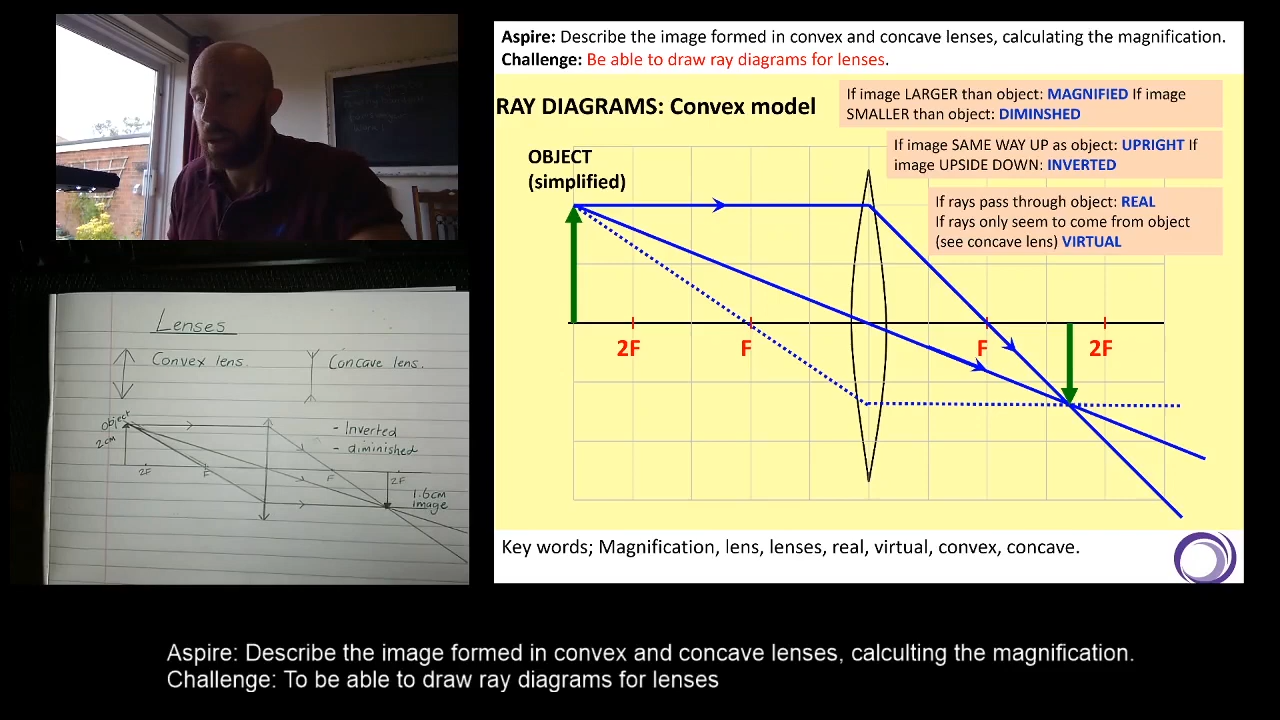 Aspire: Describe the image formed in convex and concave lenses, calculating the magnification.
Challenge: Be able to draw ray diagrams for lenses.
RAY DIAGRAMS: Convex model
If image LARGER than object: MAGNIFIED If image
SMALLER than object: DIMINSHED
If image SAME WAY UP as object: UPRIGHT If
image UPSIDE DOWN: INVERTED
If rays pass through object: REAL
If rays only seem to come from object
(see concave lens) VIRTUAL
OBJECT
(simplified)
2F
F
F
2F
Key words; Magnification, lens, lenses, real, virtual, convex, concave.
Lenses
Convex lens.
Concave lens.
object
2cm
- Inverted
- diminished
2F
F
F
2F
1.6cm
image
Aspire: Describe the image formed in convex and concave lenses, calculting the magnification.
Challenge: To be able to draw ray diagrams for lenses